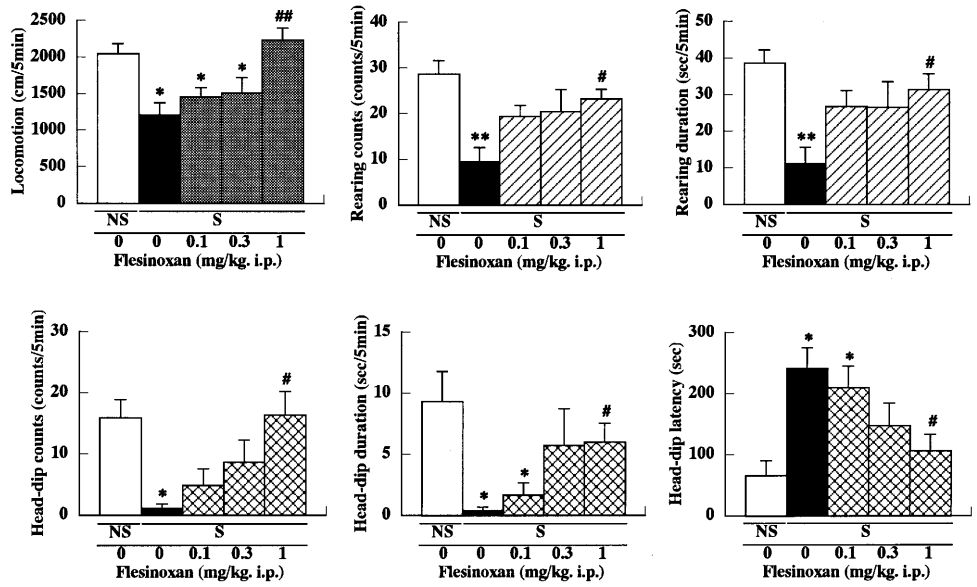 Locomotion (cm/5min)
2500
2000
1500
1000
500
0
* * * ##
NS S
0 0 0.1 0.3 1
Flesinoxan (mg/kg. i.p.)
Rearing counts (counts/5min)
40
30
20
10
0
** #
NS S
0 0 0.1 0.3 1
Flesinoxan (mg/kg. i.p.)
Rearing duration (scc/5min)
50
40
30
20
10
0
** #
NS S
0 0 0.1 0.3 1
Flesinoxan (mg/kg. i.p.)
Head-dip counts (counts/5min)
30
20
10
0
* #
NS S
0 0 0.1 0.3 1
Flesinoxan (mg/kg. i.p.)
Head-dip duration (scc/5min)
15
10
5
0
* * #
NS S
0 0 0.1 0.3 1
Flesinoxan (mg/kg. i.p.)
Head-dip latency (sec)
300
200
100
0
* * #
NS S
0 0 0.1 0.3 1
Flesinoxan (mg/kg. i.p.)